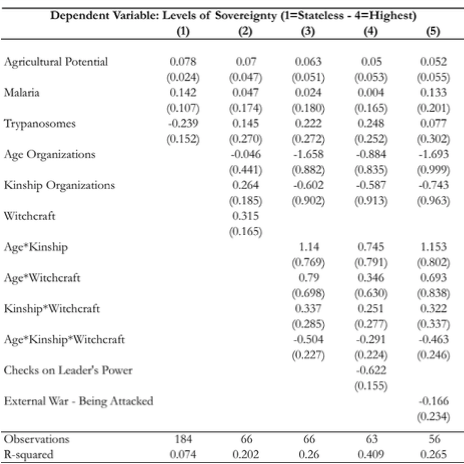 Dependent Variable: Levels of Sovereignty (1=Stateless - 4=Highest)
(1) (2) (3) (4) (5)
Agricultural Potential 0.078 0.07 0.063 0.05 0.052
(0.024) (0.047) (0.051) (0.053) (0.055)
Malaria 0.142 0.047 0.024 0.004 0.133
(0.107) (0.174) (0.180) (0.165) (0.201)
Trypanosomes -0.239 0.145 0.222 0.248 0.077
(0.152) (0.270) (0.272) (0.252) (0.302)
Age Organizations -0.046 -1.658 -0.884 -1.693
(0.441) (0.882) (0.835) (0.999)
Kinship Organizations 0.264 -0.602 -0.587 -0.743
(0.185) (0.902) (0.913) (0.963)
Witchcraft 0.315
(0.165)
Age*Kinship 1.14 0.745 1.153
(0.769) (0.791) (0.802)
Age*Witchcraft 0.79 0.346 0.693
(0.698) (0.630) (0.838)
Kinship*Witchcraft 0.337 0.251 0.322
(0.285) (0.277) (0.337)
Age*Kinship*Witchcraft -0.504 -0.291 -0.463
(0.227) (0.224) (0.246)
Checks on Leader's Power -0.622
(0.155)
External War - Being Attacked -0.166
(0.234)
Observations 184 66 66 63 56
R-squared 0.074 0.202 0.26 0.409 0.265